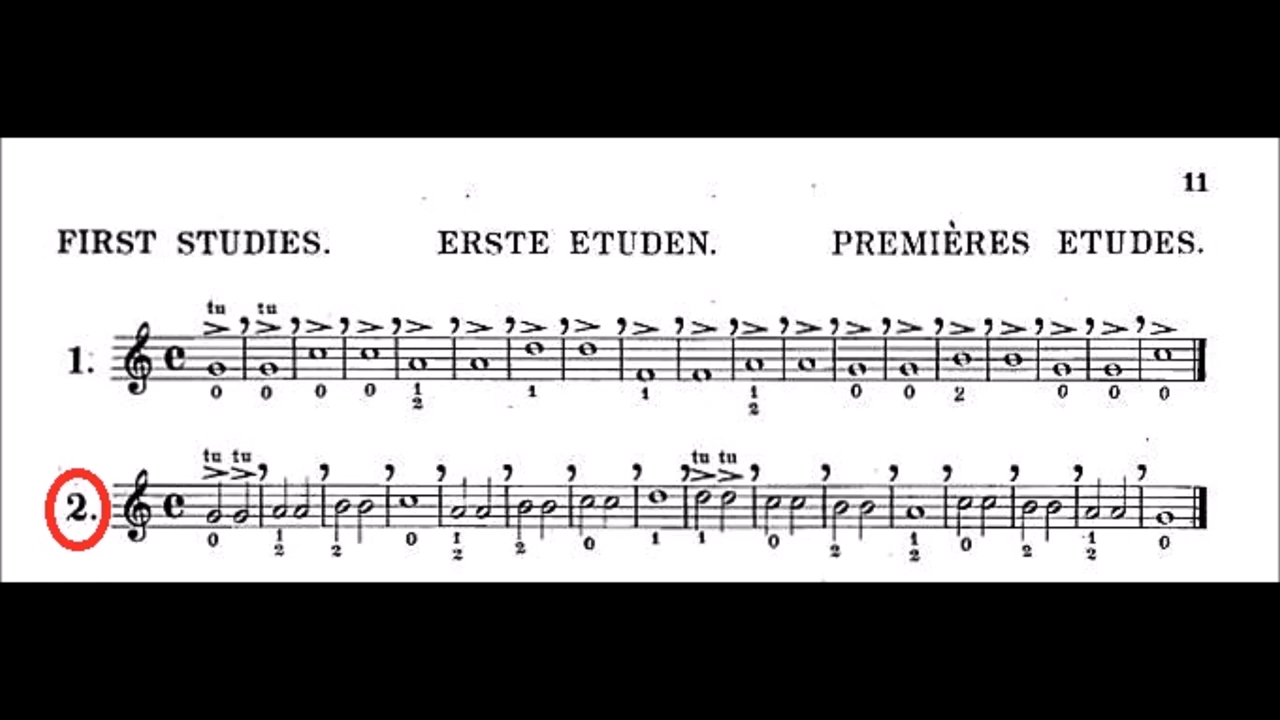 11
FIRST STUDIES. ERSTE ETUDEN. PREMIÈRES ETUDES.
tu tu
1.
0 0 0 0 1 1 1 1 0 0 2 0 0 0
2 2
tu tu tu tu
2.
0 1 2 0 1 2 0 1 1 0 2 1 0 2 1 0
2 2 2 2